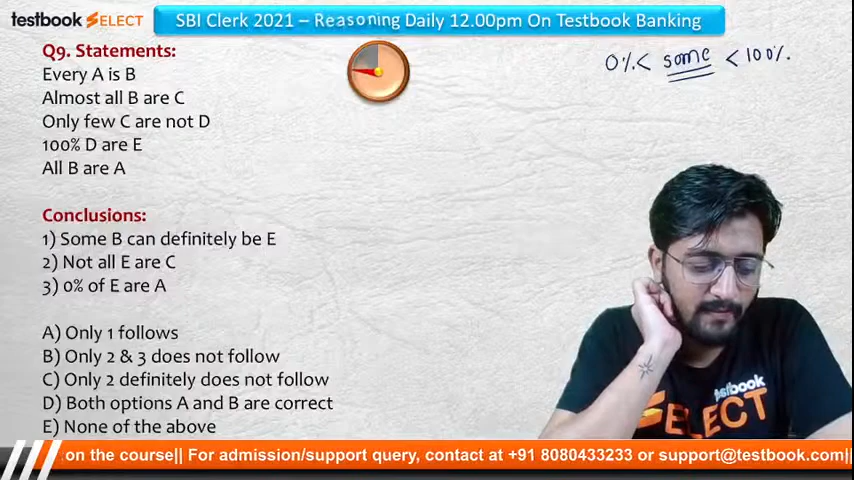 testbook SELECT
SBI Clerk 2021 – Reasoning Daily 12.00pm On Testbook Banking
Q9. Statements:
0% < some < 100%.
Every A is B
Almost all B are C
Only few C are not D
100% D are E
All B are A
Conclusions:
1) Some B can definitely be E
2) Not all E are C
3) 0% of E are A
A) Only 1 follows
B) Only 2 & 3 does not follow
C) Only 2 definitely does not follow
D) Both options A and B are correct
E) None of the above
testbook
SELECT
on the course|| For admission/support query, contact at +91 8080433233 or support@testbook.com||